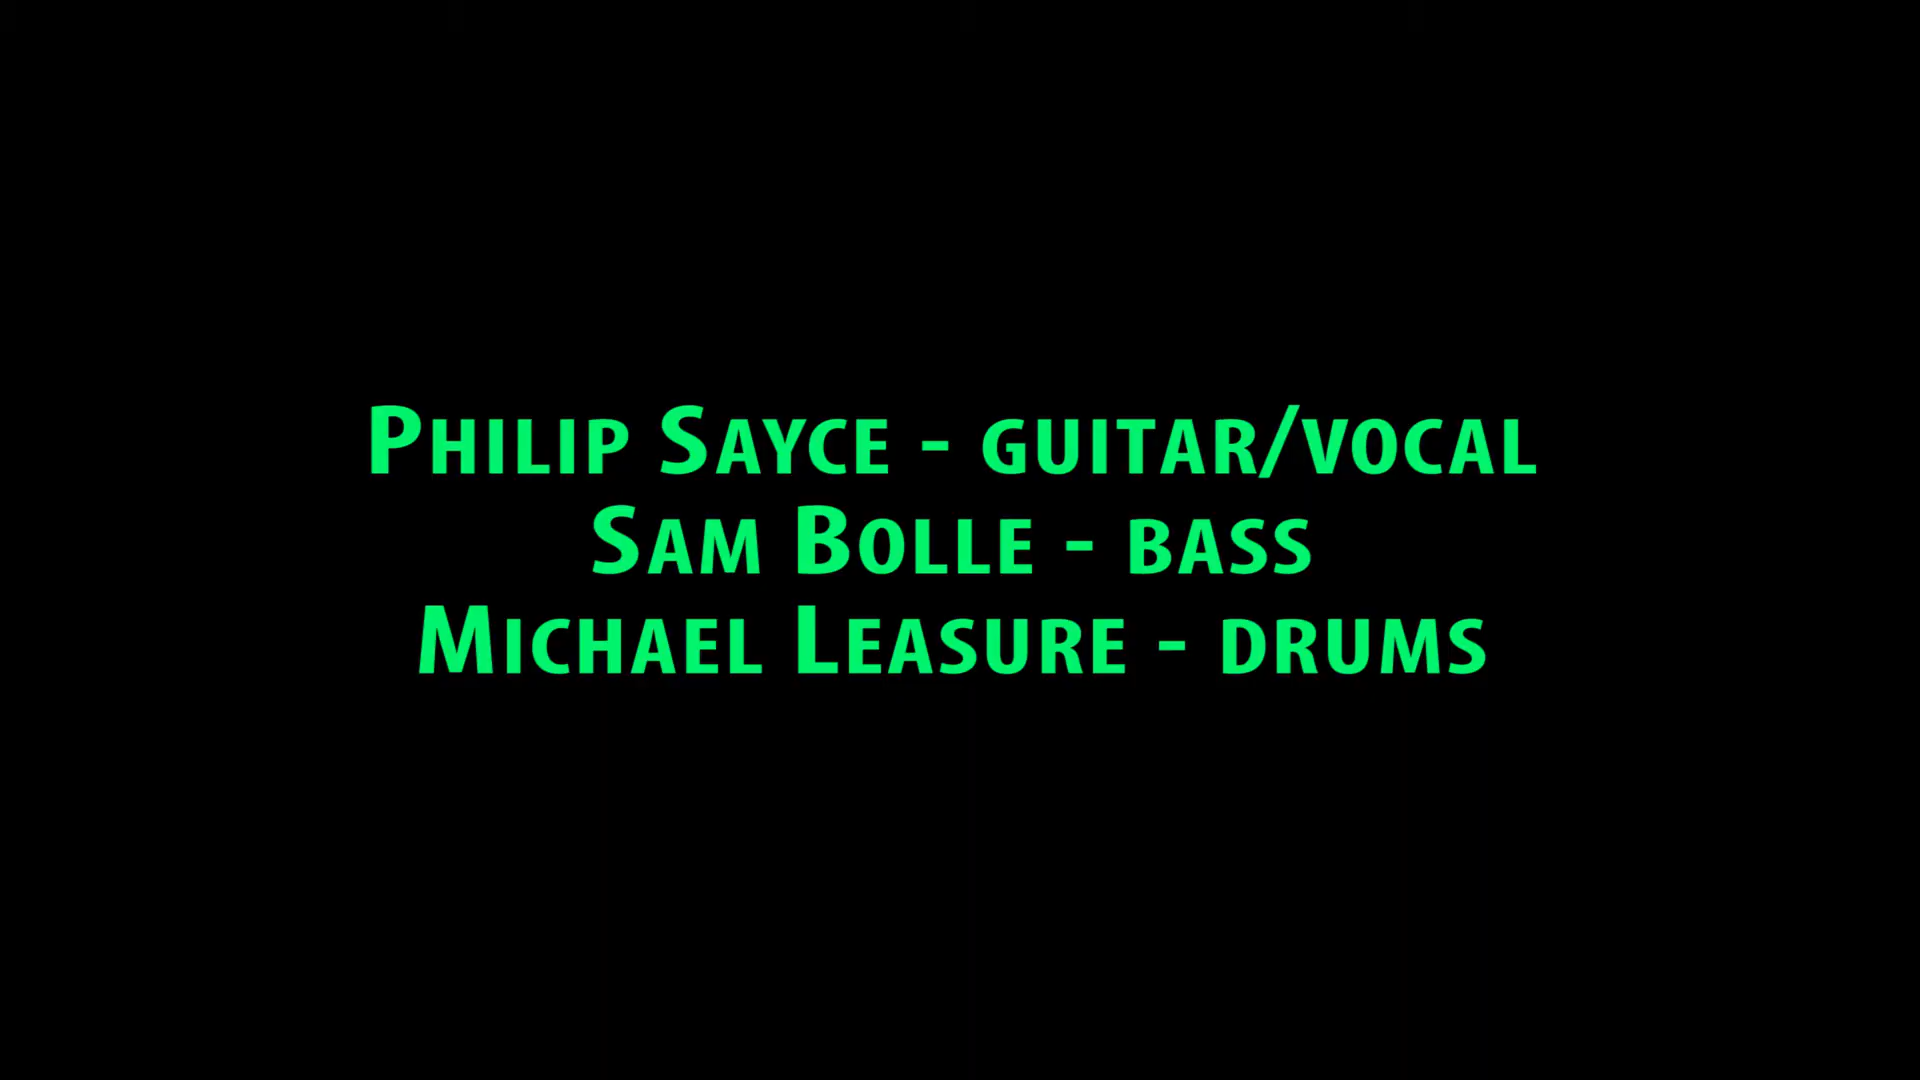 Philip Sayce - guitar/vocal
Sam Bolle - bass
Michael Leasure - drums